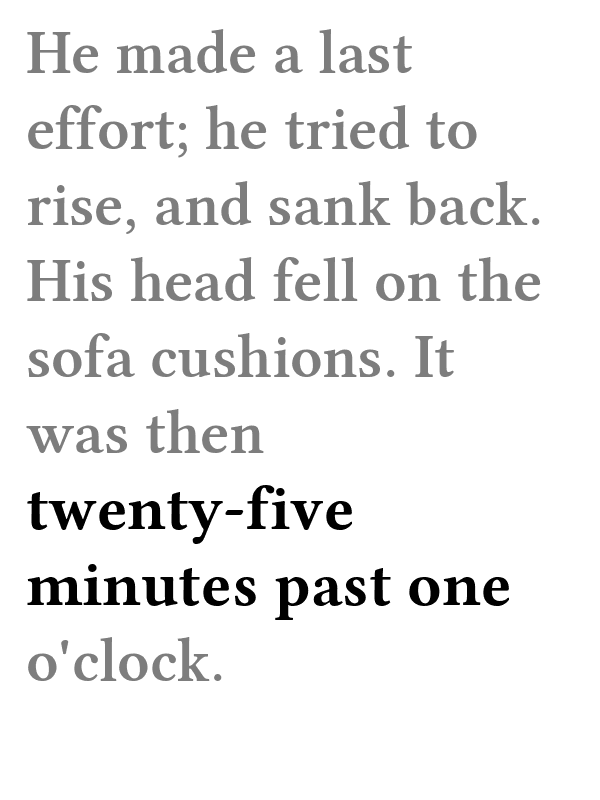 He made a last
effort; he tried to
rise, and sank back.
His head fell on the
sofa cushions. It
was then
twenty-five
minutes past one
o'clock.